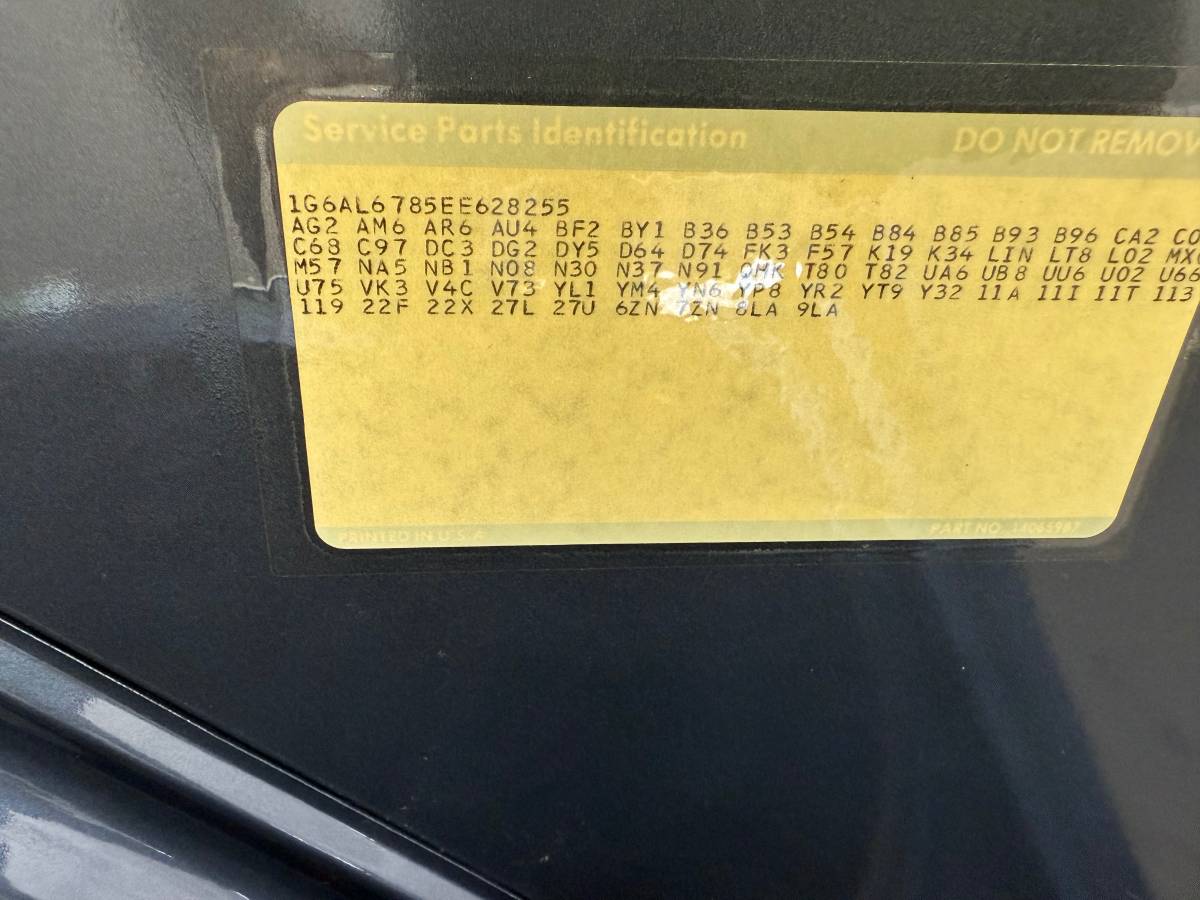 Service Parts Identification DO NOT REMOV
1G6AL6785EE628255
AG2 AM6 AR6 AU4 BF2 BY1 B36 B53 B54 B84 B85 B93 B96 CA2 CO
C68 C97 DC3 DG2 DY5 D64 D74 FK3 F57 K19 K34 LIN LT8 L02 MX0
M57 NA5 NB1 N08 N30 N37 N91 QMK T80 T82 UA6 UB8 UU6 U02 U66
U75 VK3 V4C V73 YL1 YM4 YN6 YP8 YR2 YT9 Y32 11A 11I 11T 113
119 22F 22X 27L 27U 6ZN 7ZN 8LA 9LA
PRINTED IN U.S.A. PART NO. 14065987